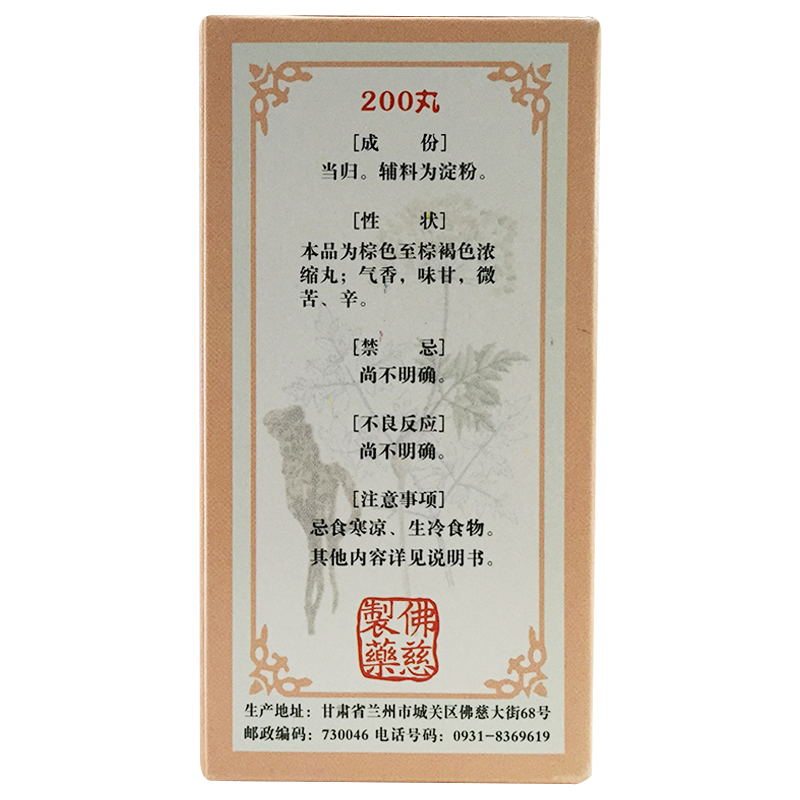 200丸
[成 份]
当归。辅料为淀粉。
[性 状]
本品为棕色至棕褐色浓
缩丸；气香，味甘，微
苦、辛。
[禁 忌]
尚不明确。
[不良反应]
尚不明确。
[注意事项]
忌食寒凉、生冷食物。
其他内容详见说明书。
佛慈
製藥
生产地址：甘肃省兰州市城关区佛慈大街68号
邮政编码：730046 电话号码：0931-8369619